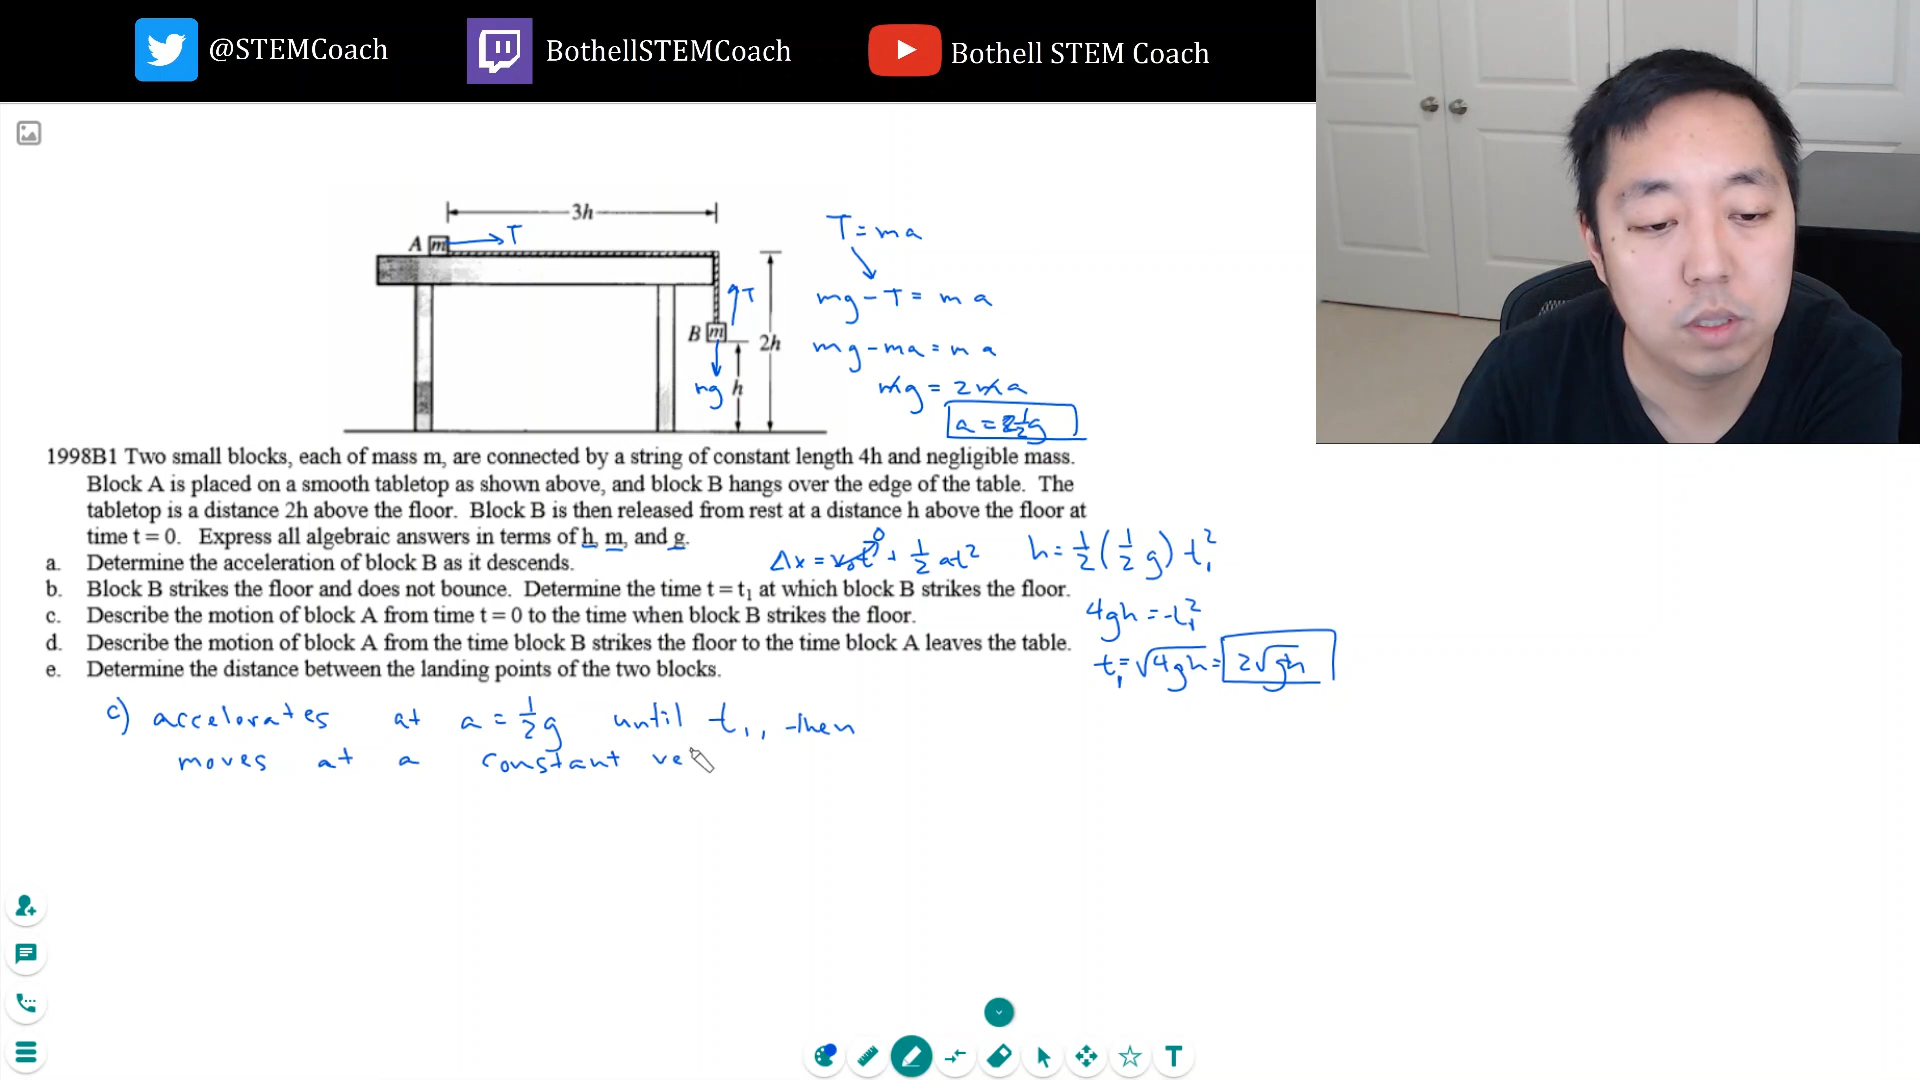 @STEMCoach
BothellSTEMCoach
Bothell STEM Coach
3h
A m → T
T
B m
2h
mg
h
T = ma
mg - T = ma
mg - ma = ma
mg = 2ma
a = ½g
1998B1 Two small blocks, each of mass m, are connected by a string of constant length 4h and negligible mass.
Block A is placed on a smooth tabletop as shown above, and block B hangs over the edge of the table. The
tabletop is a distance 2h above the floor. Block B is then released from rest at a distance h above the floor at
time t = 0. Express all algebraic answers in terms of h, m, and g.
a. Determine the acceleration of block B as it descends.
b. Block B strikes the floor and does not bounce. Determine the time t = t₁ at which block B strikes the floor.
c. Describe the motion of block A from time t = 0 to the time when block B strikes the floor.
d. Describe the motion of block A from the time block B strikes the floor to the time block A leaves the table.
e. Determine the distance between the landing points of the two blocks.
Δx = v₀t⁰ + ½ at²
h = ½(½ g) t₁²
4gh = t₁²
t₁ = √4gh = 2√gh
c) accelorates at a = ½g until t₁, then
moves at a constant ve
T